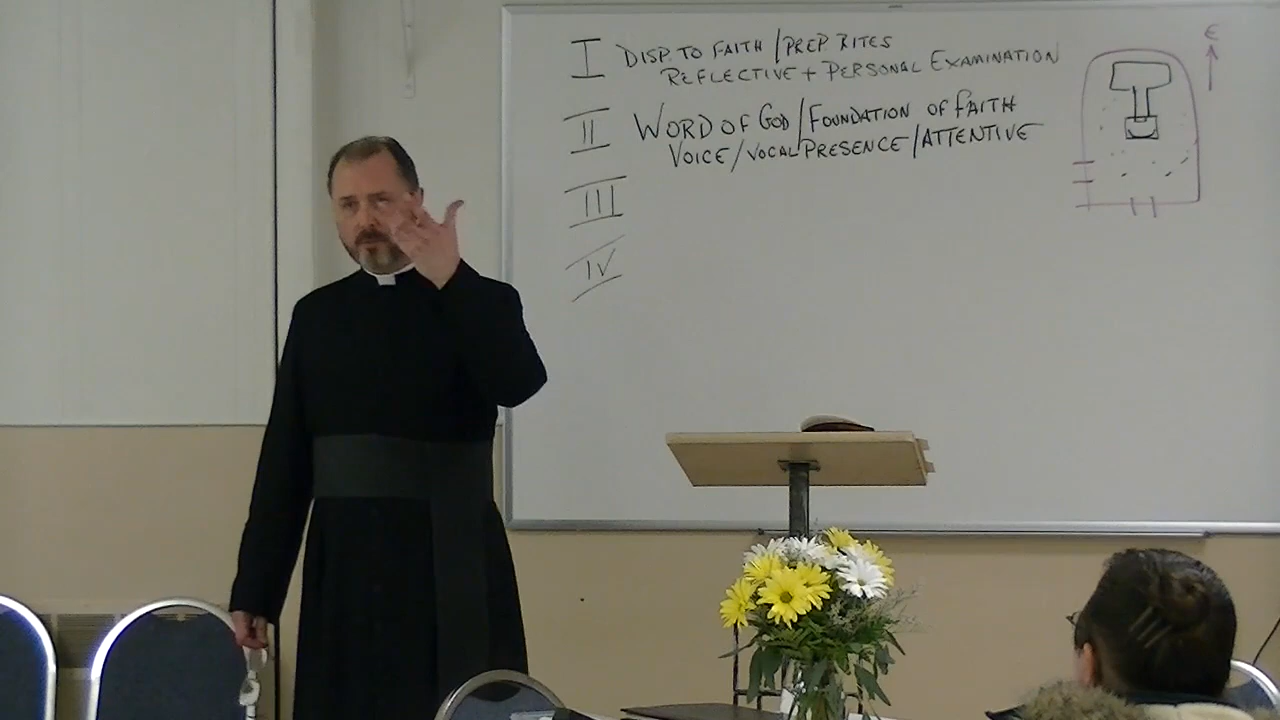 I DISP. TO FAITH / PREP RITES
REFLECTIVE + PERSONAL EXAMINATION
II WORD OF GOD / FOUNDATION OF FAITH
VOICE / VOCAL PRESENCE / ATTENTIVE
III
IV
E